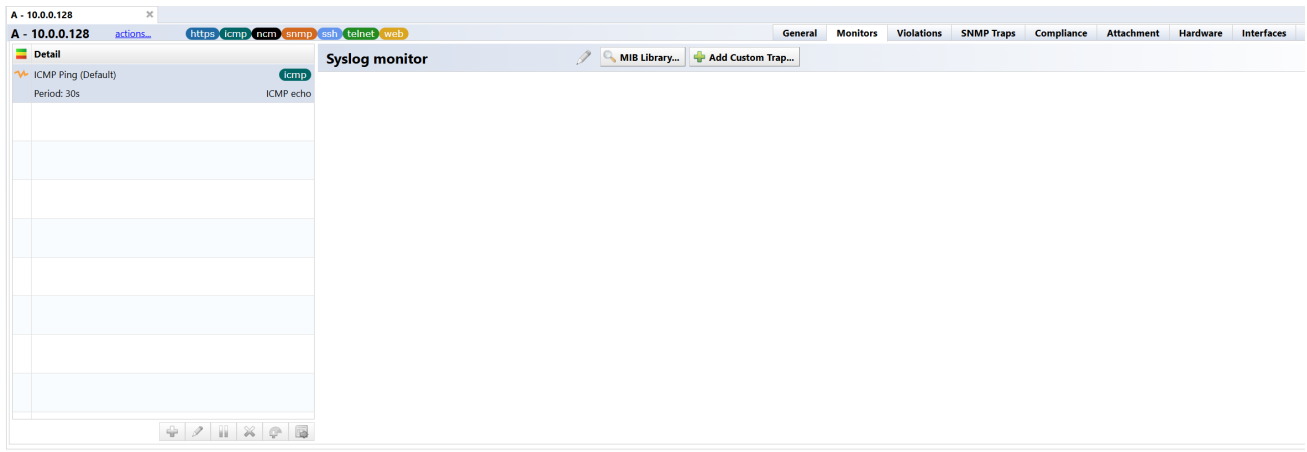 A - 10.0.0.128
A - 10.0.0.128 actions... https icmp ncm snmp ssh telnet web General Monitors Violations SNMP Traps Compliance Attachment Hardware Interfaces
Detail
Syslog monitor MIB Library... Add Custom Trap...
ICMP Ping (Default) icmp
Period: 30s ICMP echo